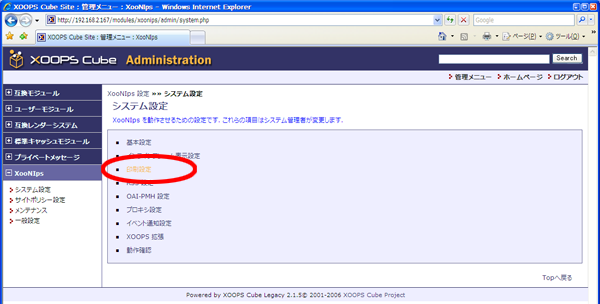 XOOPS Cube Site : 管理メニュー : XooNIps - Windows Internet Explorer
http://192.168.2.167/modules/xoonips/admin/system.php
Google
XOOPS Cube Site : 管理メニュー : XooNIps
ページ(P)
ツール(O)
XOOPS Cube Administration
Search
管理メニュー
ホームページ
ログアウト
互換モジュール
ユーザーモジュール
互換レンダーシステム
標準キャッシュモジュール
プライベートメッセージ
XooNIps
システム設定
サイトポリシー設定
メンテナンス
一般設定
XooNIps 設定 »» システム設定
システム設定
XooNIps を動作させるための設定です. これらの項目はシステム管理者が変更します.
基本設定
表示設定
印刷設定
OAI-PMH 設定
プロキシ設定
イベント通知設定
XOOPS 拡張
動作確認
Topへ戻る
Powered by XOOPS Cube Legacy 2.1.5© 2001-2006 XOOPS Cube Project